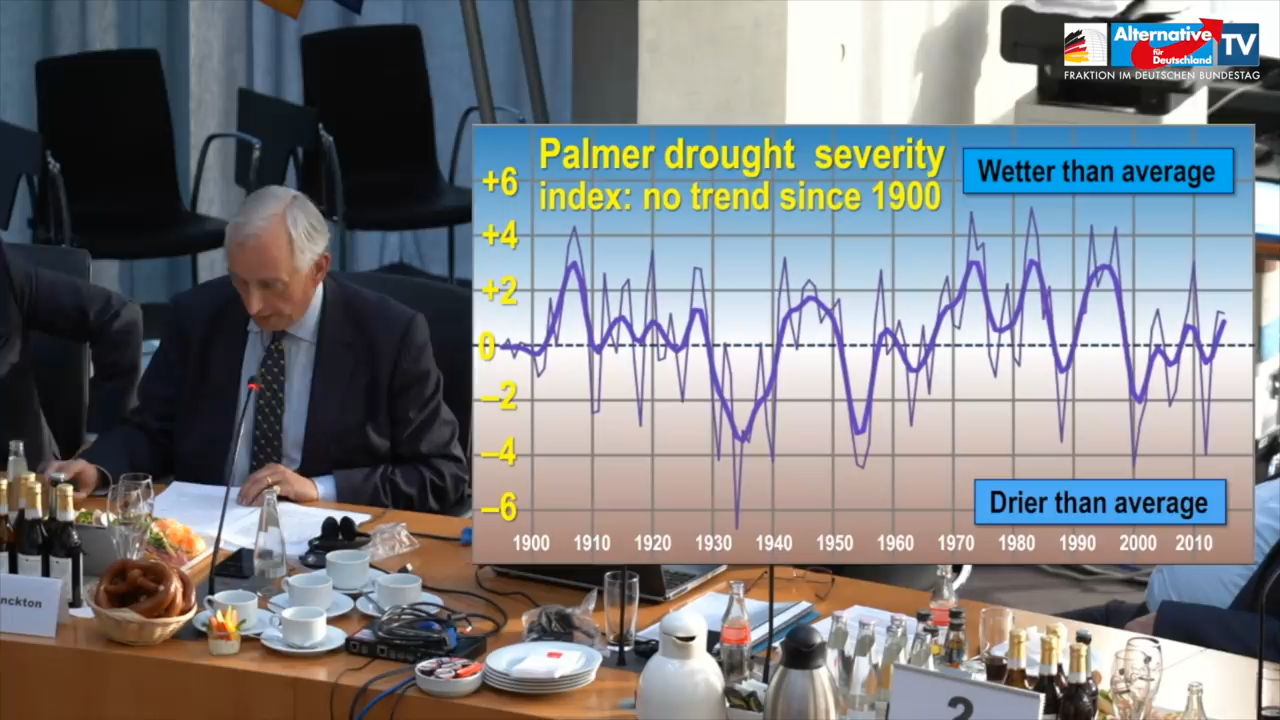 Alternative
für
Deutschland
TV
FRAKTION IM DEUTSCHEN BUNDESTAG
Palmer drought severity
index: no trend since 1900
Wetter than average
+6
+4
+2
0
–2
–4
–6
Drier than average
1900 1910 1920 1930 1940 1950 1960 1970 1980 1990 2000 2010
nckton
2